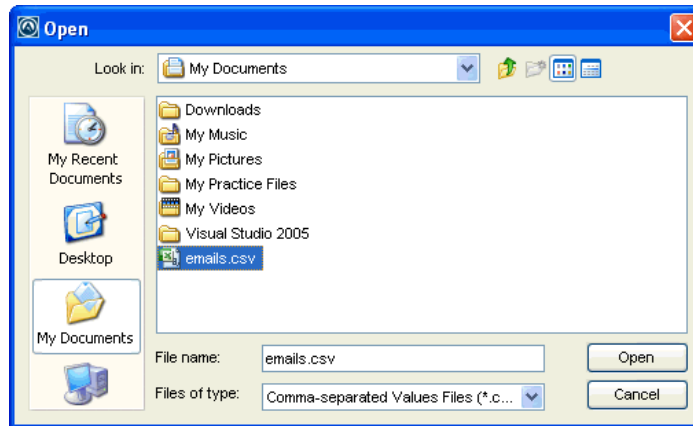 Open
Look in: My Documents
My Recent
Documents
Desktop
My Documents
Downloads
My Music
My Pictures
My Practice Files
My Videos
Visual Studio 2005
emails.csv
File name: emails.csv Open
Files of type: Comma-separated Values Files (*.c... Cancel